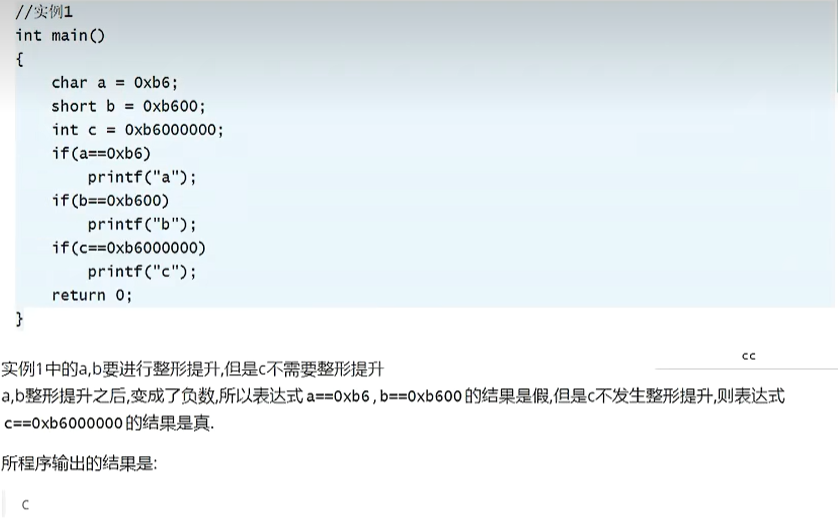 //实例1
int main()
{
    char a = 0xb6;
    short b = 0xb600;
    int c = 0xb6000000;
    if(a==0xb6)
        printf("a");
    if(b==0xb600)
        printf("b");
    if(c==0xb6000000)
        printf("c");
    return 0;
}
cc
实例1中的a,b要进行整形提升,但是c不需要整形提升
a,b整形提升之后,变成了负数,所以表达式 a==0xb6 , b==0xb600 的结果是假,但是c不发生整形提升,则表达式
c==0xb6000000 的结果是真.
所程序输出的结果是:
c